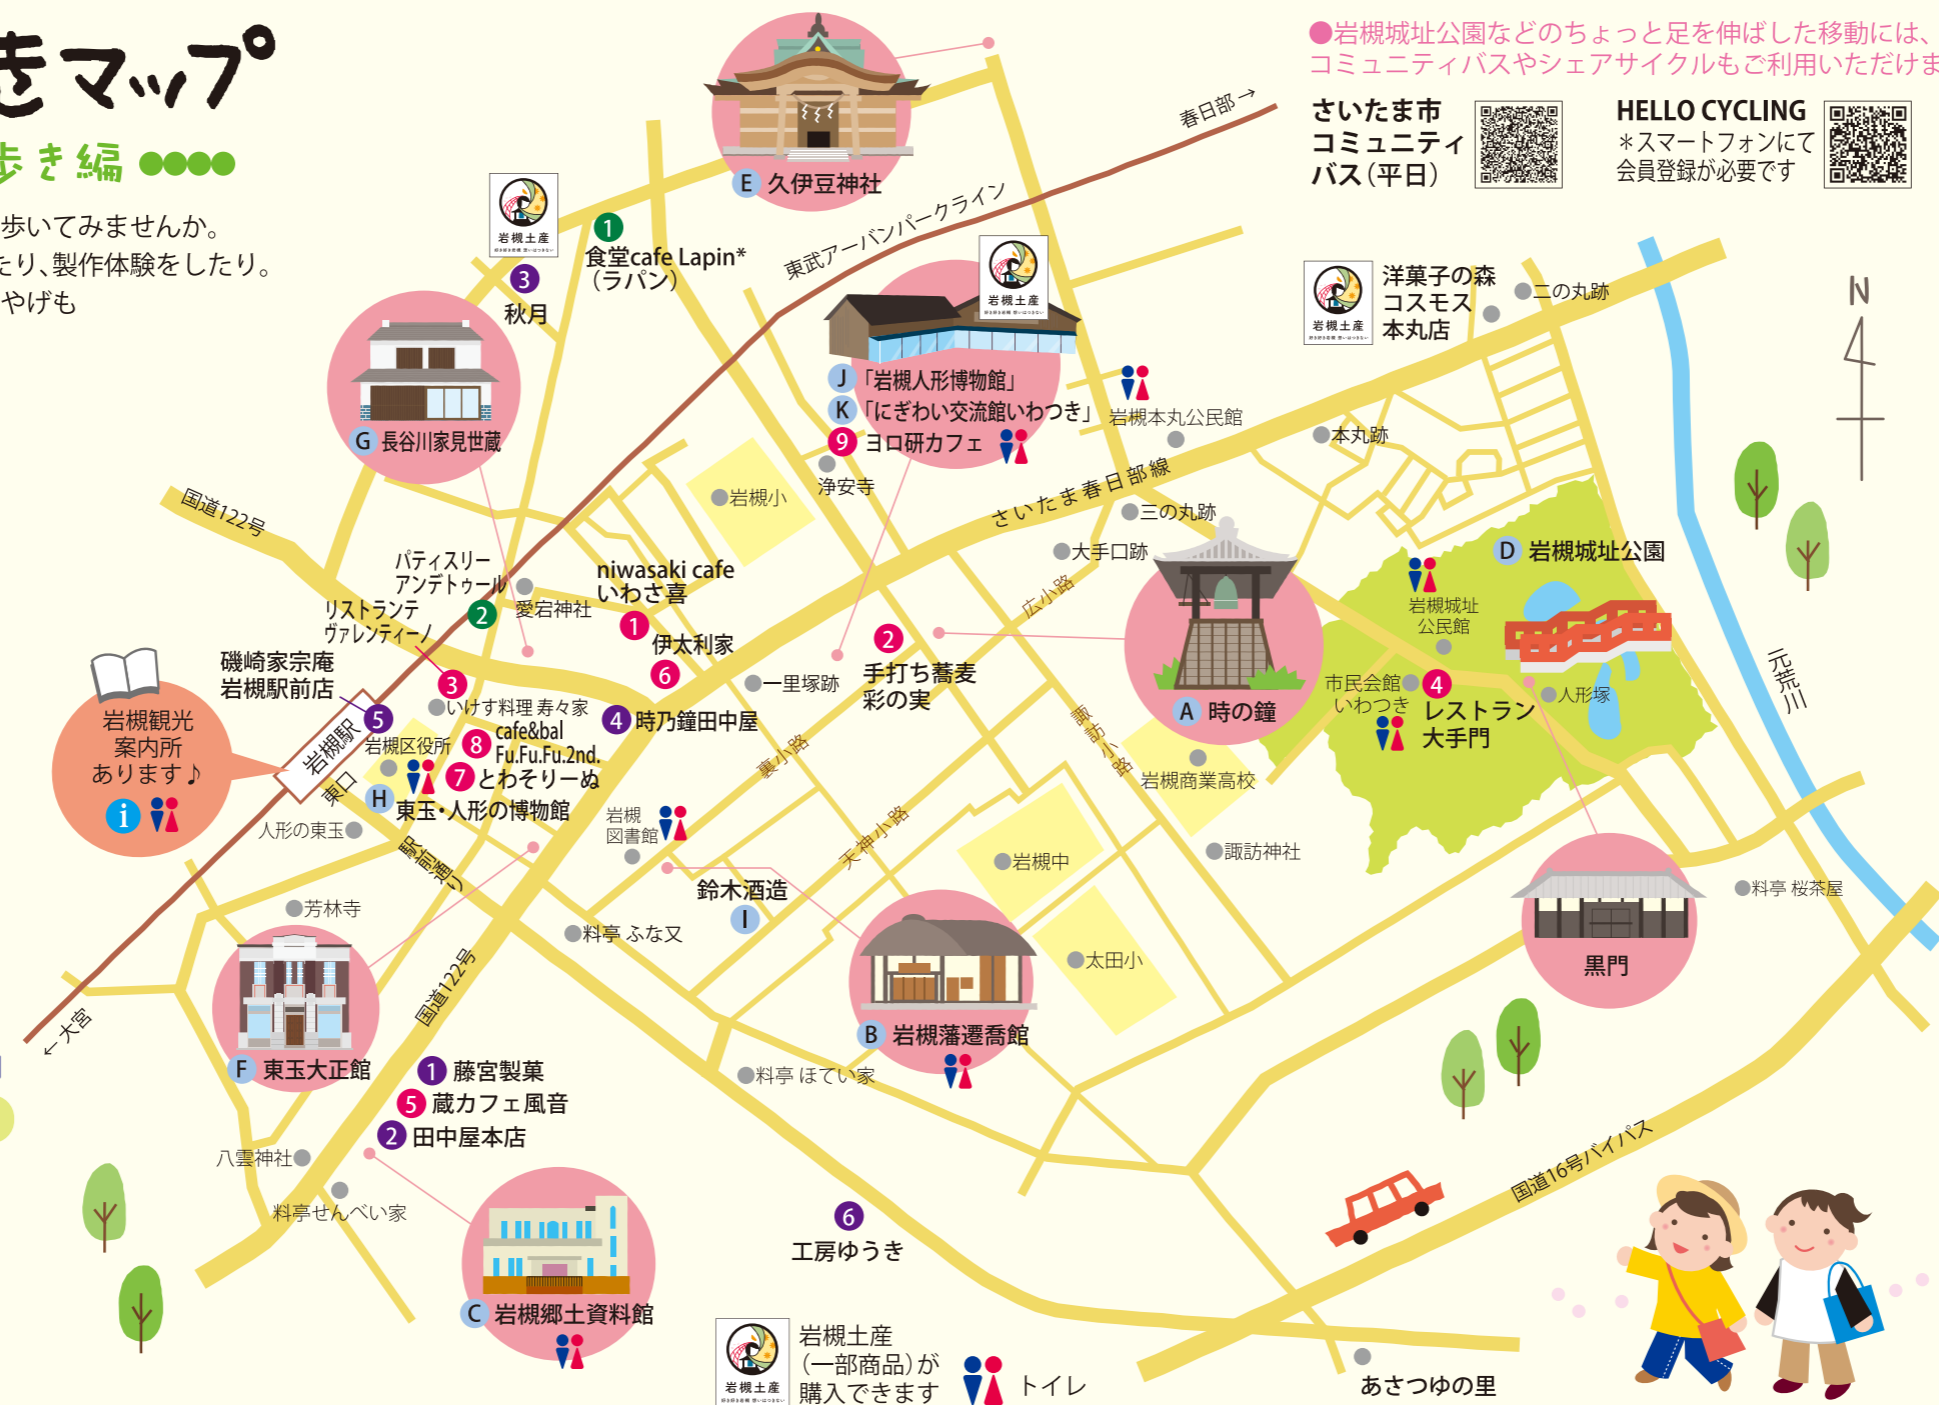 きマップ
歩き編
歩いてみませんか。
たり、製作体験をしたり。
やげも
●岩槻城址公園などのちょっと足を伸ばした移動には、
コミュニティバスやシェアサイクルもご利用いただけま
さいたま市
コミュニティ
バス(平日)
HELLO CYCLING
＊スマートフォンにて
会員登録が必要です
E 久伊豆神社
春日部→
東武アーバンパークライン
岩槻土産
1
食堂cafe Lapin*
（ラパン）
3
秋月
岩槻土産
J 「岩槻人形博物館」
K 「にぎわい交流館いわつき」
9 ヨロ研カフェ
岩槻土産
洋菓子の森
コスモス
本丸店
二の丸跡
N
G 長谷川家見世蔵
岩槻本丸公民館
本丸跡
浄安寺
岩槻小
さいたま春日部線
三の丸跡
大手口跡
国道122号
パティスリー
アンデトゥール
2
愛宕神社
リストランテ
ヴァレンティーノ
3
niwasaki cafe
いわさ喜
1
伊太利家
6
広小路
D 岩槻城址公園
岩槻城址
公民館
元荒川
磯崎家宗庵
岩槻駅前店
5
2
手打ち蕎麦
彩の実
一里塚跡
A 時の鐘
市民会館
いわつき
4
レストラン
大手門
人形塚
岩槻観光
案内所
あります♪
i
岩槻駅
東口
いけす料理 寿々家
岩槻区役所
8 cafe&bal
Fu.Fu.Fu.2nd.
7 とわそりーぬ
H 東玉・人形の博物館
4 時乃鐘田中屋
裏小路
諏訪小路
岩槻商業高校
人形の東玉
駅前通り
岩槻
図書館
天神小路
岩槻中
諏訪神社
鈴木酒造
I
料亭 桜茶屋
芳林寺
料亭 ふな又
太田小
黒門
国道122号
←大宮
B 岩槻藩遷喬館
F 東玉大正館
1 藤宮製菓
5 蔵カフェ風音
2 田中屋本店
料亭 ほてい家
八雲神社
料亭せんべい家
国道16号バイパス
6
工房ゆうき
C 岩槻郷土資料館
岩槻土産
岩槻土産
（一部商品）が
購入できます
トイレ
あさつゆの里